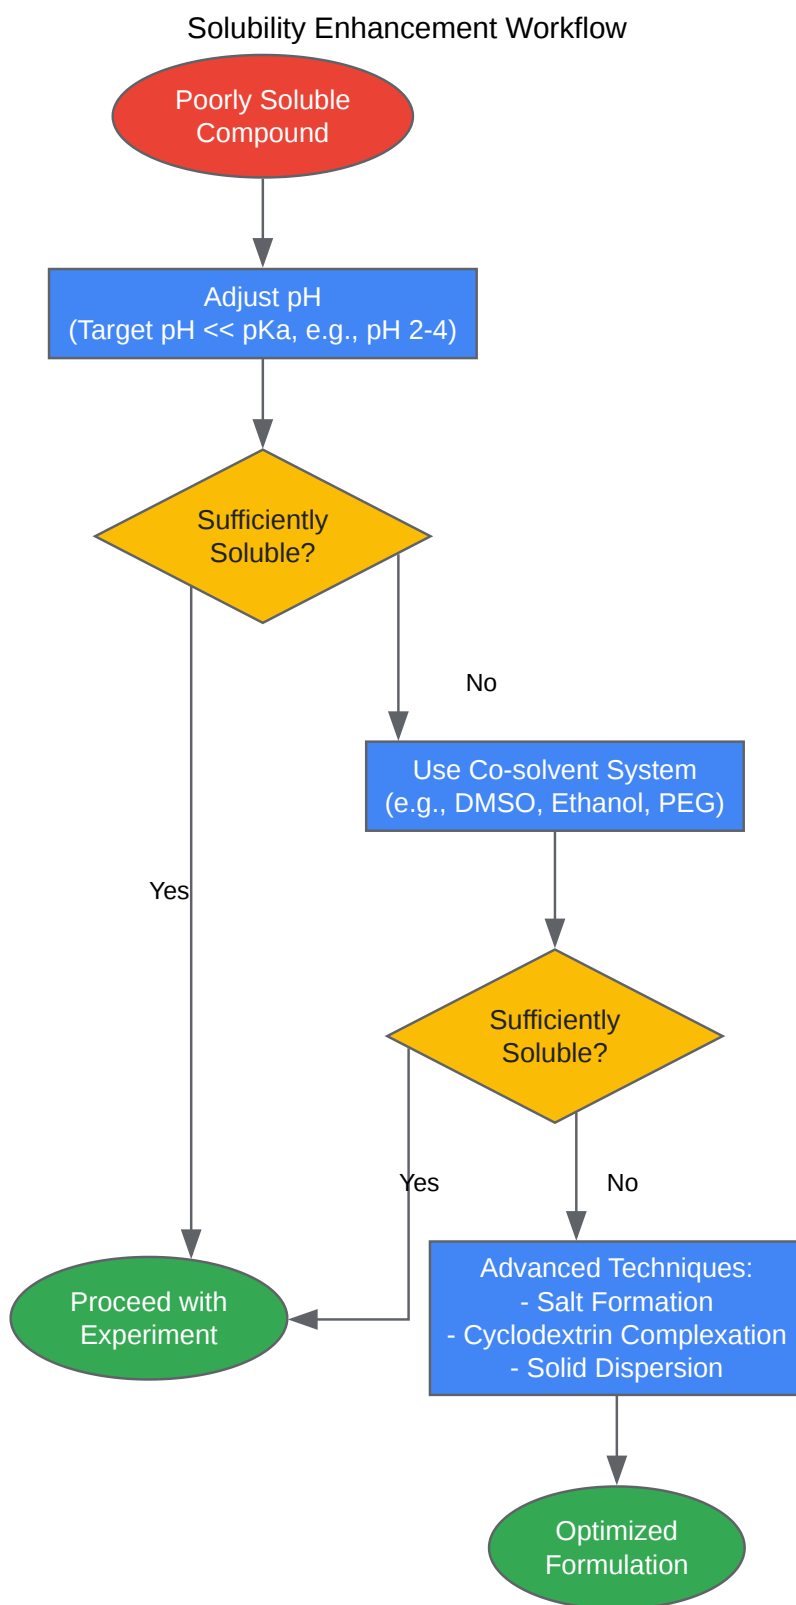 Solubility Enhancement Workflow
Poorly Soluble
Compound
Adjust pH
(Target pH << pKa, e.g., pH 2-4)
Sufficiently
Soluble?
No
Use Co-solvent System
(e.g., DMSO, Ethanol, PEG)
Yes
Sufficiently
Soluble?
Yes
No
Advanced Techniques:
- Salt Formation
- Cyclodextrin Complexation
- Solid Dispersion
Proceed with
Experiment
Optimized
Formulation